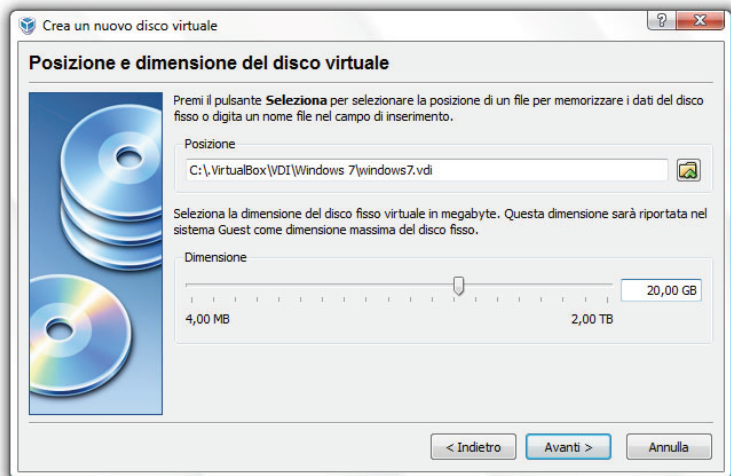 Crea un nuovo disco virtuale
Posizione e dimensione del disco virtuale
Premi il pulsante Seleziona per selezionare la posizione di un file per memorizzare i dati del disco
fisso o digita un nome file nel campo di inserimento.
Posizione
C:\.VirtualBox\VDI\Windows 7\windows7.vdi
Seleziona la dimensione del disco fisso virtuale in megabyte. Questa dimensione sarà riportata nel
sistema Guest come dimensione massima del disco fisso.
Dimensione
20,00 GB
4,00 MB 2,00 TB
< Indietro Avanti > Annulla